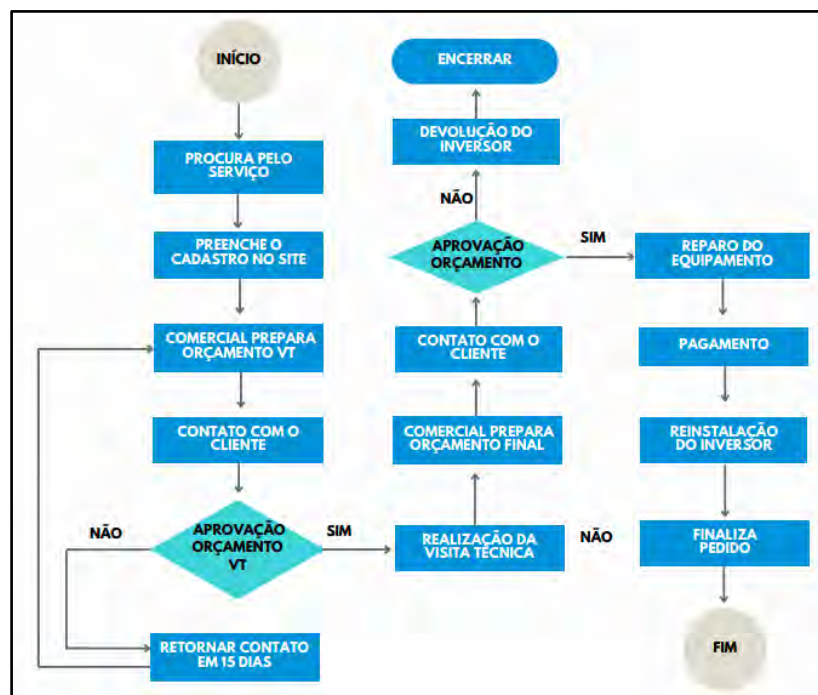 INÍCIO
PROCURA PELO
SERVIÇO
PREENCHE O
CADASTRO NO SITE
COMERCIAL PREPARA
ORÇAMENTO VT
CONTATO COM O
CLIENTE
NÃO
APROVAÇÃO
ORÇAMENTO
VT
SIM
RETORNAR CONTATO
EM 15 DIAS
ENCERRAR
DEVOLUÇÃO DO
INVERSOR
NÃO
APROVAÇÃO
ORÇAMENTO
SIM
CONTATO COM O
CLIENTE
COMERCIAL PREPARA
ORÇAMENTO FINAL
REALIZAÇÃO DA
VISITA TÉCNICA
NÃO
REPARO DO
EQUIPAMENTO
PAGAMENTO
REINSTALAÇÃO
DO INVERSOR
FINALIZA
PEDIDO
FIM